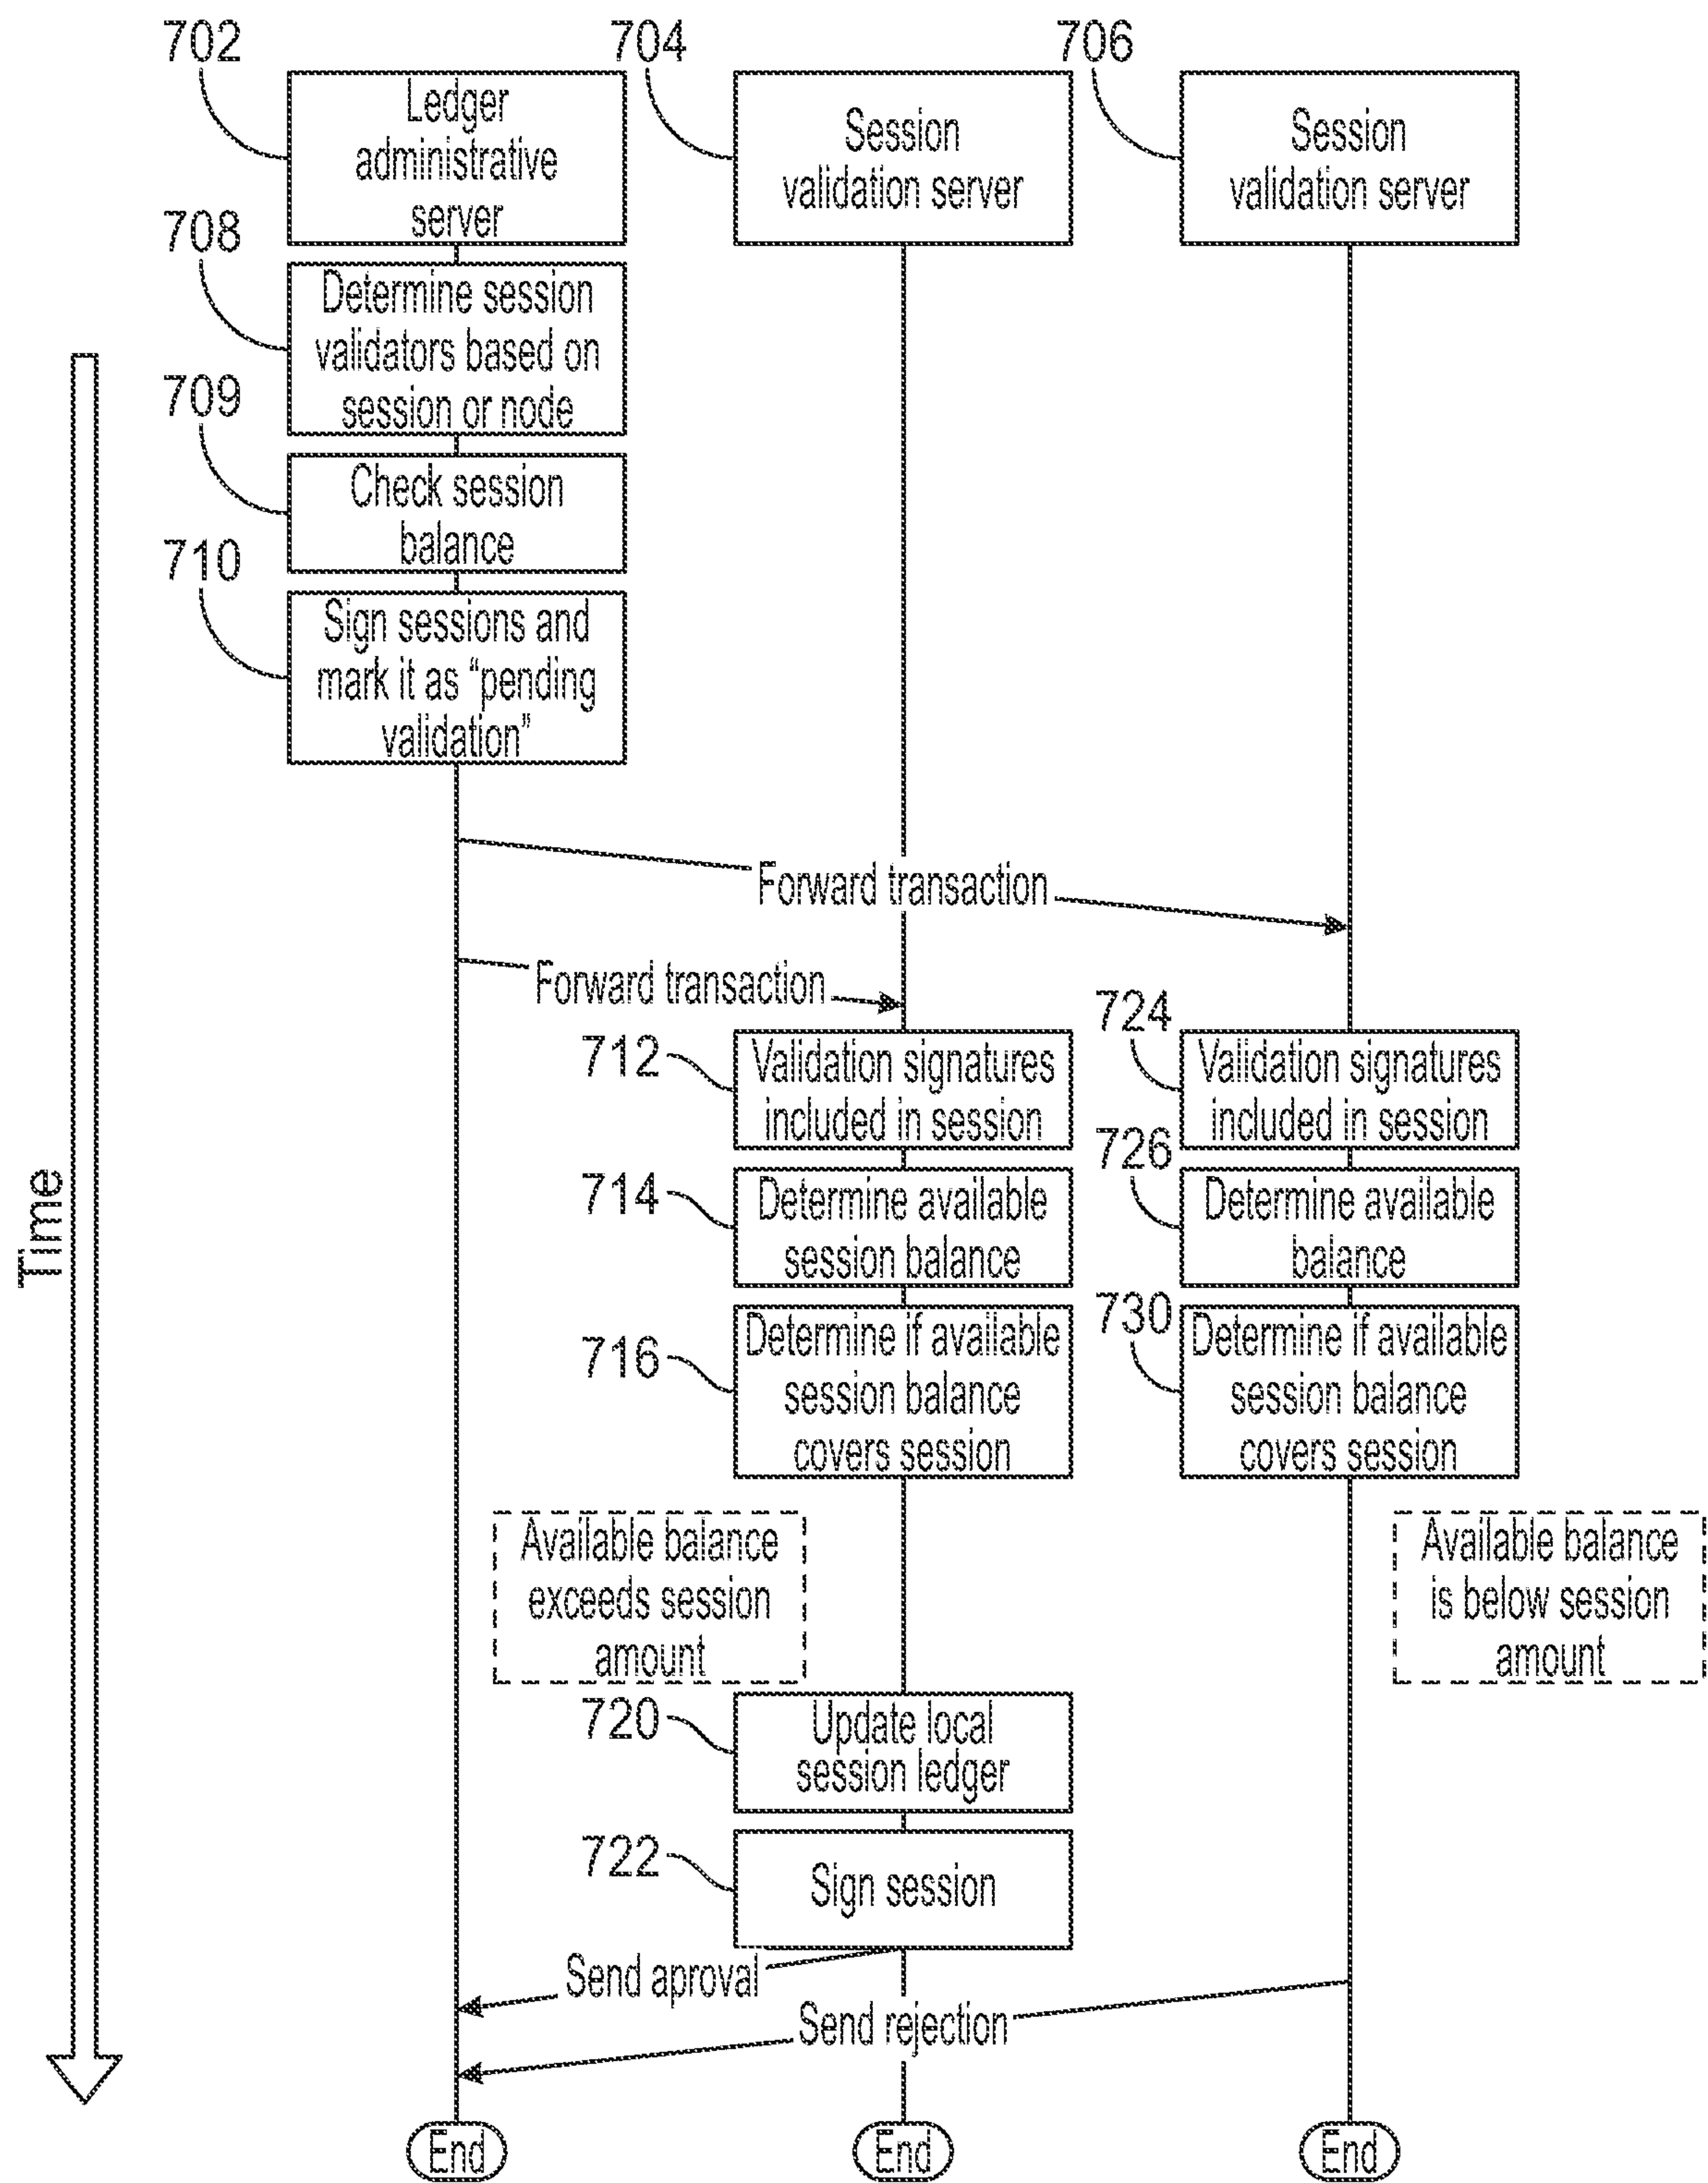 702
704
706
Ledger
administrative
server
Session
validation server
Session
validation server
708
Determine session
validators based on
session or node
709
Check session
balance
710
Sign sessions and
mark it as “pending
validation”
Forward transaction
Forward transaction
712
Validation signatures
included in session
724
Validation signatures
included in session
714
Determine available
session balance
726
Determine available
balance
716
Determine if available
session balance
covers session
730
Determine if available
session balance
covers session
Time
Available balance
exceeds session
amount
Available balance
is below session
amount
720
Update local
session ledger
722
Sign session
Send aproval
Send rejection
End
End
End